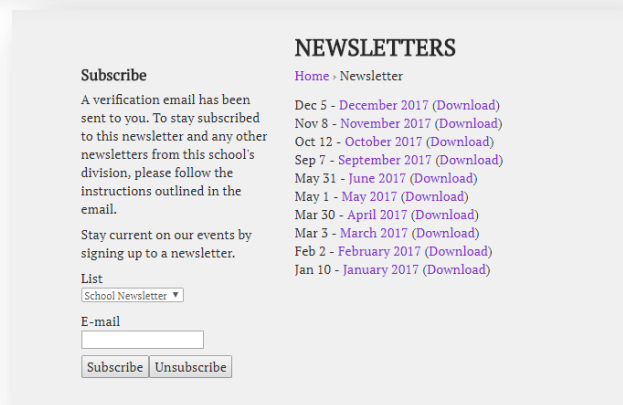 NEWSLETTERS
Home › Newsletter
Subscribe
A verification email has been
sent to you. To stay subscribed
to this newsletter and any other
newsletters from this school's
division, please follow the
instructions outlined in the
email.
Stay current on our events by
signing up to a newsletter.
List
School Newsletter ▼
E-mail
Subscribe Unsubscribe
Dec 5 - December 2017 (Download)
Nov 8 - November 2017 (Download)
Oct 12 - October 2017 (Download)
Sep 7 - September 2017 (Download)
May 31 - June 2017 (Download)
May 1 - May 2017 (Download)
Mar 30 - April 2017 (Download)
Mar 3 - March 2017 (Download)
Feb 2 - February 2017 (Download)
Jan 10 - January 2017 (Download)